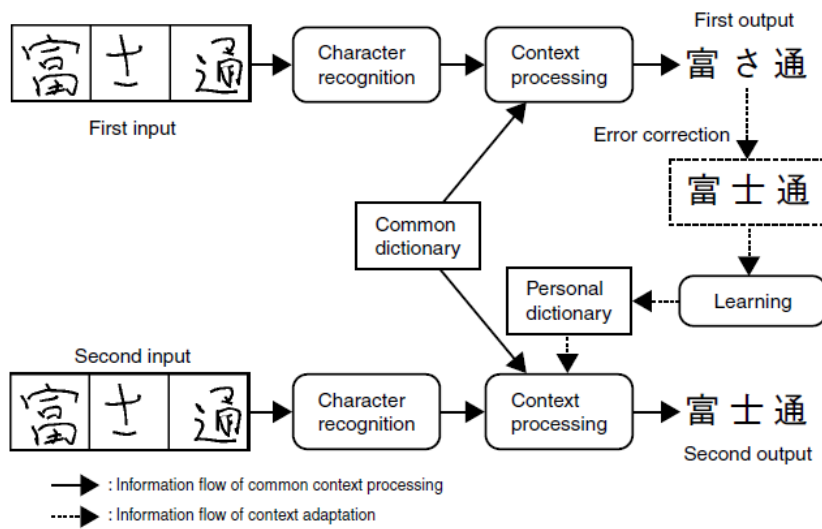 富士通
First input
Character
recognition
Context
processing
First output
富さ通
Error correction
富士通
Common
dictionary
Personal
dictionary
Learning
Second input
富士通
Character
recognition
Context
processing
富士通
Second output
: Information flow of common context processing
: Information flow of context adaptation